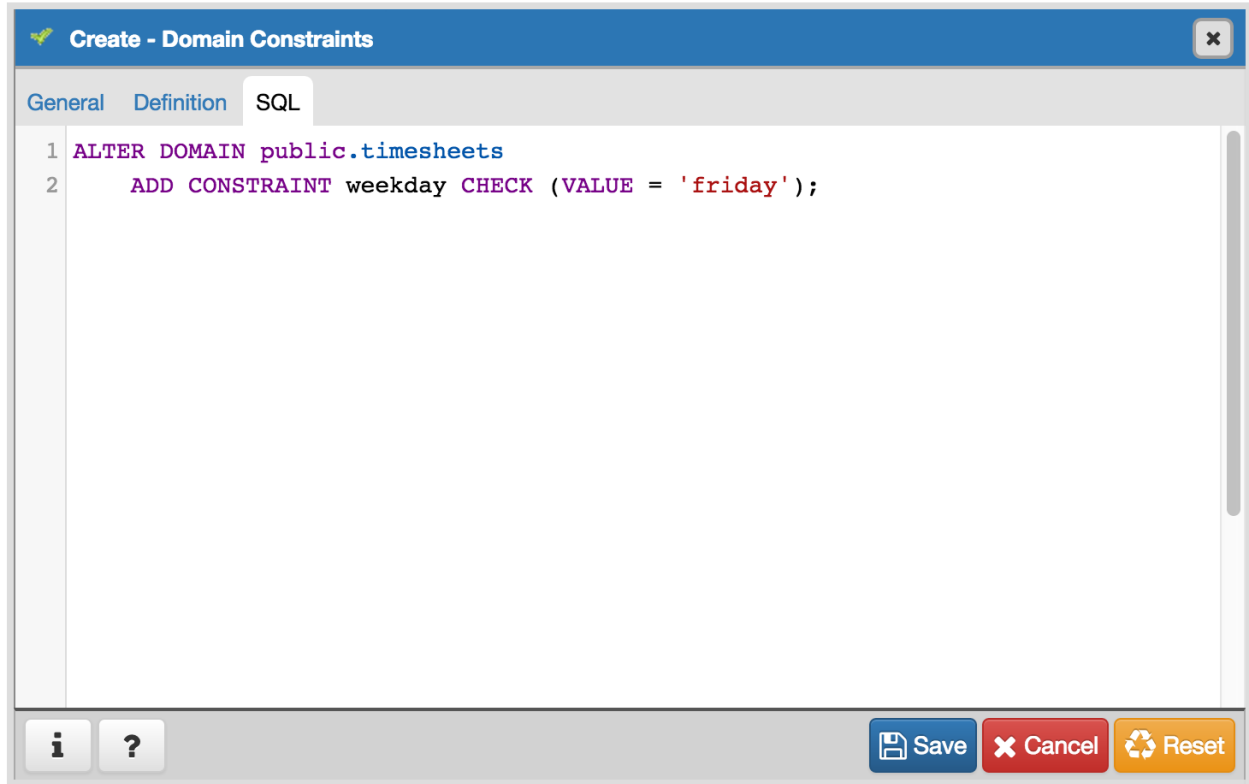 Create - Domain Constraints
General Definition SQL
1 ALTER DOMAIN public.timesheets
2 ADD CONSTRAINT weekday CHECK (VALUE = 'friday');
i ? Save Cancel Reset